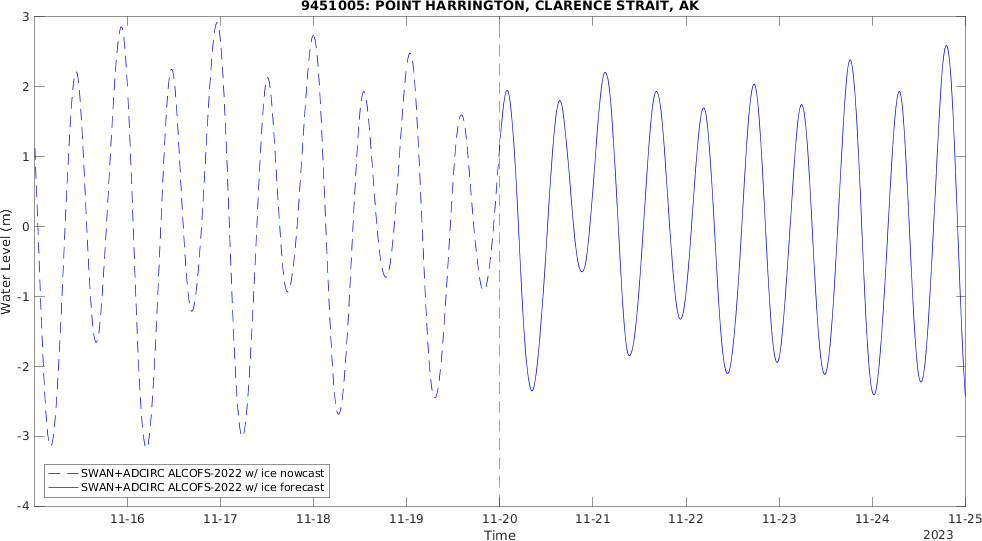 9451005: POINT HARRINGTON, CLARENCE STRAIT, AK
Water Level (m)
3
2
1
0
-1
-2
-3
-4
SWAN+ADCIRC ALCOFS-2022 w/ ice nowcast
SWAN+ADCIRC ALCOFS-2022 w/ ice forecast
11-16 11-17 11-18 11-19 11-20 11-21 11-22 11-23 11-24 11-25
Time
2023